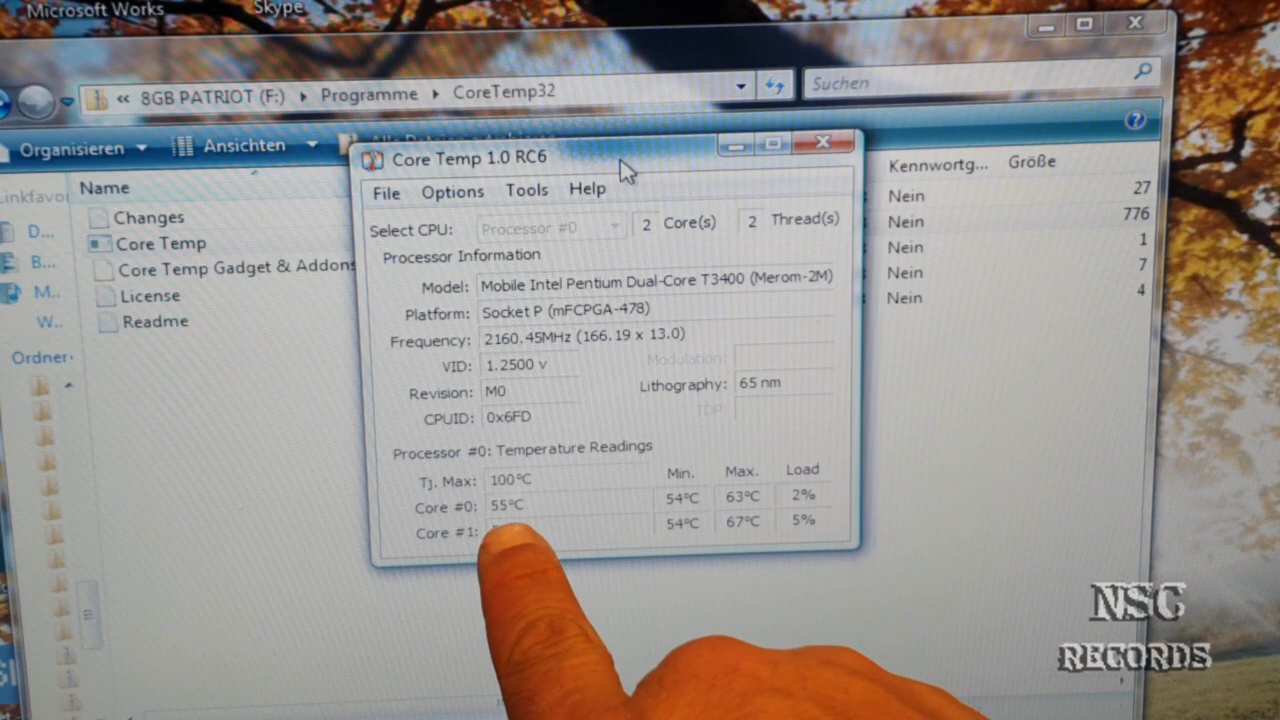 Microsoft Works Skype
« 8GB PATRIOT (F:) Programme CoreTemp32 Suchen
Organisieren Ansichten
Core Temp 1.0 RC6
File Options Tools Help
Select CPU: Processor #0 2 Core(s) 2 Thread(s)
Processor Information
Model: Mobile Intel Pentium Dual-Core T3400 (Merom-2M)
Platform: Socket P (mFCPGA-478)
Frequency: 2160.45MHz (166.19 x 13.0)
VID: 1.2500 v Modulation:
Revision: M0 Lithography: 65 nm
CPUID: 0x6FD TDP:
Processor #0: Temperature Readings
Tj. Max: 100°C Min. Max. Load
Core #0: 55°C 54°C 63°C 2%
Core #1: 54°C 67°C 5%
Linkfavor
D...
B...
M..
W..
Ordner
Name
Changes
Core Temp
Core Temp Gadget & Addons
License
Readme
Kennwortg... Größe
Nein 27
Nein 776
Nein 1
Nein 7
Nein 4
NSC
RECORDS